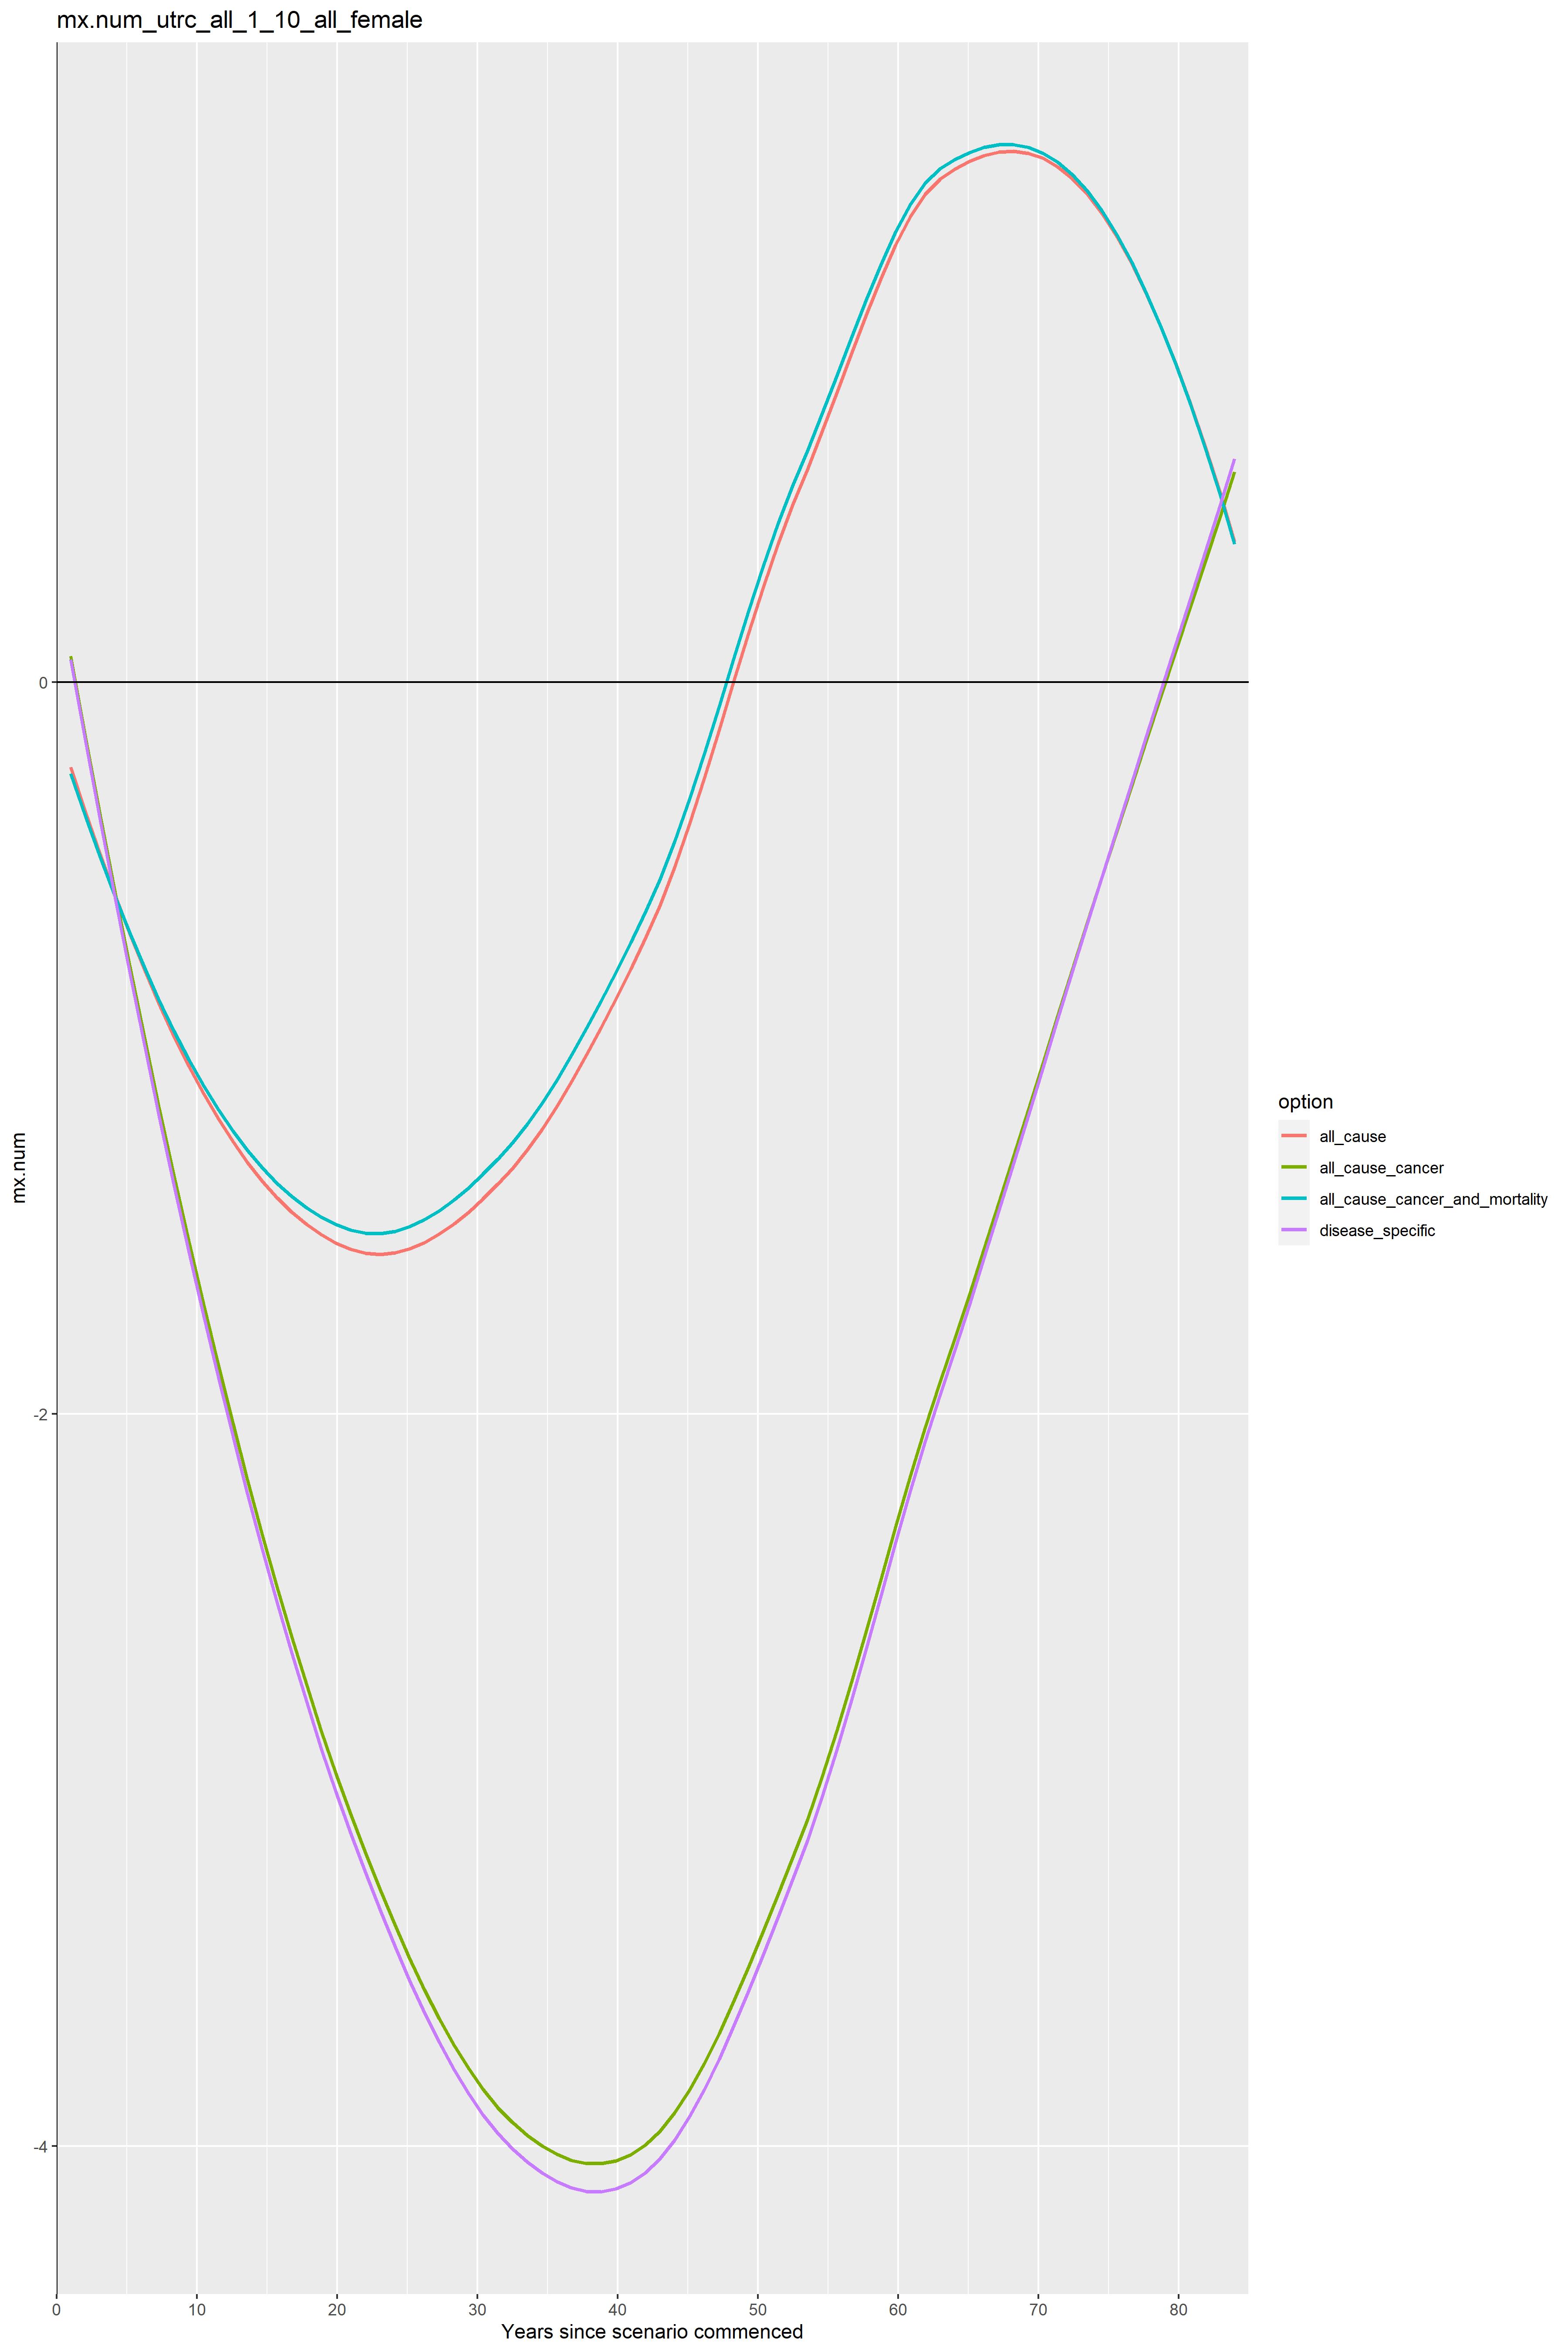 mx.num_utrc_all_1_10_all_female
mx.num
0
-2
-4
0 10 20 30 40 50 60 70 80
Years since scenario commenced
option
all_cause
all_cause_cancer
all_cause_cancer_and_mortality
disease_specific